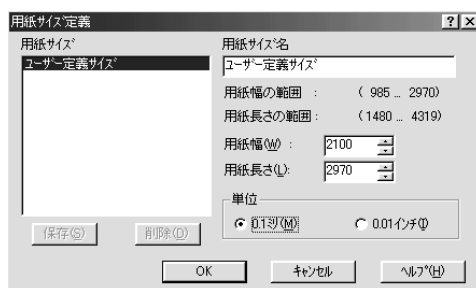 用紙サイズ定義
用紙サイズ
ユーザー定義サイズ
保存(S)
削除(D)
用紙サイズ名
ユーザー定義サイズ
用紙幅の範囲 : ( 985 ... 2970)
用紙長さの範囲 : (1480 ... 4319)
用紙幅(W) : 2100
用紙長さ(L): 2970
単位
0.1ミリ(M)
0.01インチ(I)
OK
キャンセル
ヘルプ(H)